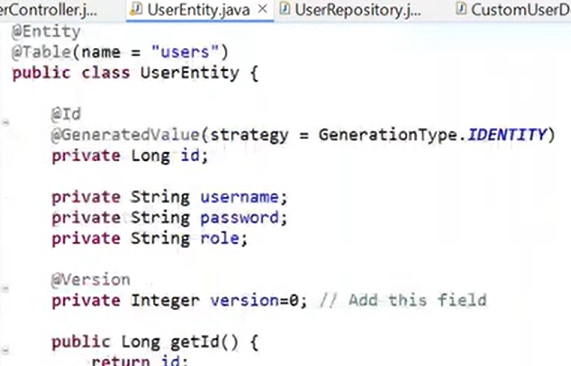 erController.j...
UserEntity.java
UserRepository.j...
CustomUserD
@Entity
@Table(name = "users")
public class UserEntity {
@Id
@GeneratedValue(strategy = GenerationType.IDENTITY)
private Long id;
private String username;
private String password;
private String role;
@Version
private Integer version=0; // Add this field
public Long getId() {
return id;